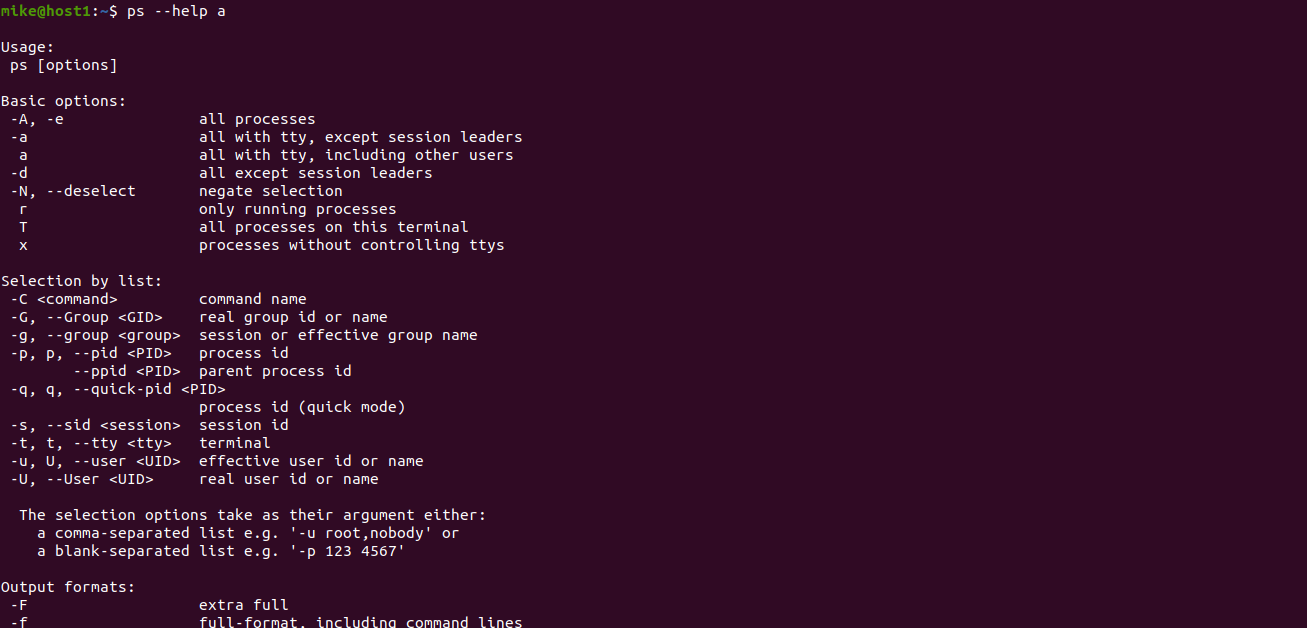 mike@host1:~$ ps --help a
Usage:
 ps [options]
Basic options:
 -A, -e               all processes
 -a                   all with tty, except session leaders
  a                   all with tty, including other users
 -d                   all except session leaders
 -N, --deselect       negate selection
  r                   only running processes
  T                   all processes on this terminal
  x                   processes without controlling ttys
Selection by list:
 -C <command>         command name
 -G, --Group <GID>    real group id or name
 -g, --group <group>  session or effective group name
 -p, p, --pid <PID>   process id
        --ppid <PID>  parent process id
 -q, q, --quick-pid <PID>
                      process id (quick mode)
 -s, --sid <session>  session id
 -t, t, --tty <tty>   terminal
 -u, U, --user <UID>  effective user id or name
 -U, --User <UID>     real user id or name
  The selection options take as their argument either:
    a comma-separated list e.g. '-u root,nobody' or
    a blank-separated list e.g. '-p 123 4567'
Output formats:
 -F                   extra full
 -f                   full-format, including command lines